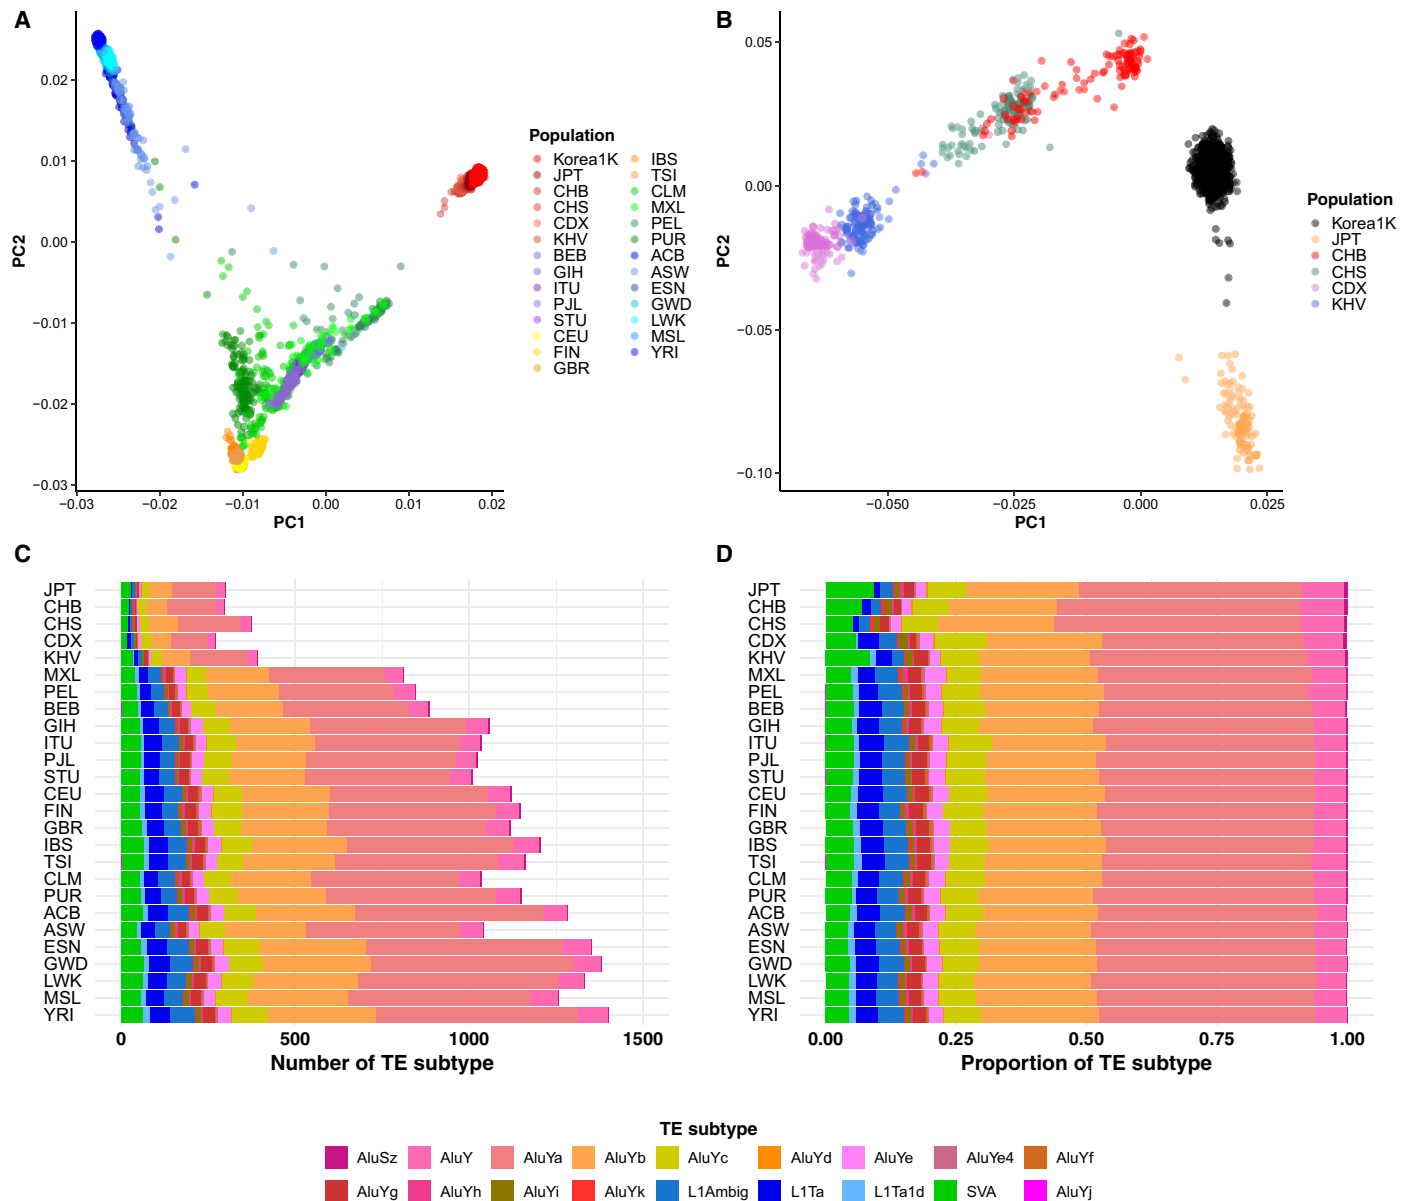 A
0.02
0.01
0.00
−0.01
−0.02
−0.03
−0.03
−0.02
−0.01
0.00
0.01
0.02
PC2
PC1
Population
Korea1K
JPT
CHB
CHS
CDX
KHV
BEB
GIH
ITU
PJL
STU
CEU
FIN
GBR
IBS
TSI
CLM
MXL
PEL
PUR
ACB
ASW
ESN
GWD
LWK
MSL
YRI
B
0.05
0.00
−0.05
−0.10
−0.050
−0.025
0.000
0.025
PC2
PC1
Population
Korea1K
JPT
CHB
CHS
CDX
KHV
C
JPT
CHB
CHS
CDX
KHV
MXL
PEL
BEB
GIH
ITU
PJL
STU
CEU
FIN
GBR
IBS
TSI
CLM
PUR
ACB
ASW
ESN
GWD
LWK
MSL
YRI
0
500
1000
1500
Number of TE subtype
D
JPT
CHB
CHS
CDX
KHV
MXL
PEL
BEB
GIH
ITU
PJL
STU
CEU
FIN
GBR
IBS
TSI
CLM
PUR
ACB
ASW
ESN
GWD
LWK
MSL
YRI
0.00
0.25
0.50
0.75
1.00
Proportion of TE subtype
TE subtype
AluSz AluY AluYa AluYb AluYc AluYd AluYe AluYe4 AluYf
AluYg AluYh AluYi AluYk L1Ambig L1Ta L1Ta1d SVA AluYj